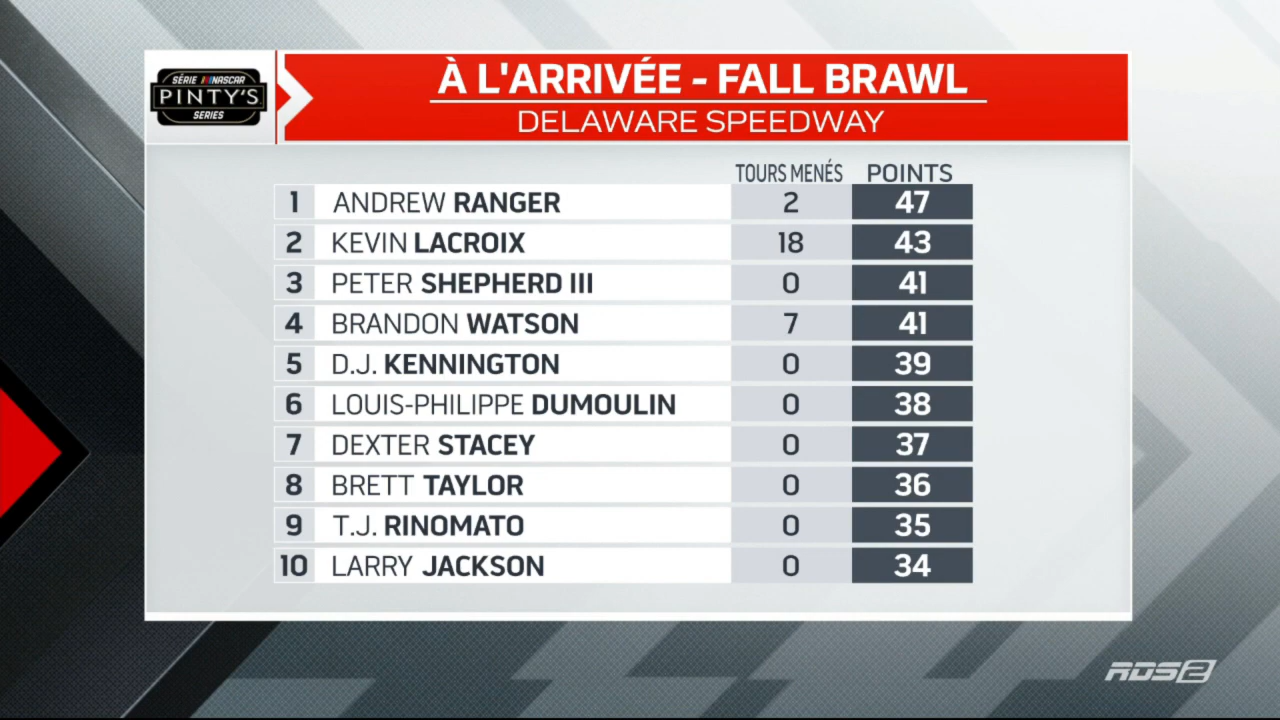 SÉRIE NASCAR
PINTY'S
SERIES
À L'ARRIVÉE - FALL BRAWL
DELAWARE SPEEDWAY
TOURS MENÉS POINTS
1 ANDREW RANGER 2 47
2 KEVIN LACROIX 18 43
3 PETER SHEPHERD III 0 41
4 BRANDON WATSON 7 41
5 D.J. KENNINGTON 0 39
6 LOUIS-PHILIPPE DUMOULIN 0 38
7 DEXTER STACEY 0 37
8 BRETT TAYLOR 0 36
9 T.J. RINOMATO 0 35
10 LARRY JACKSON 0 34
RDS2